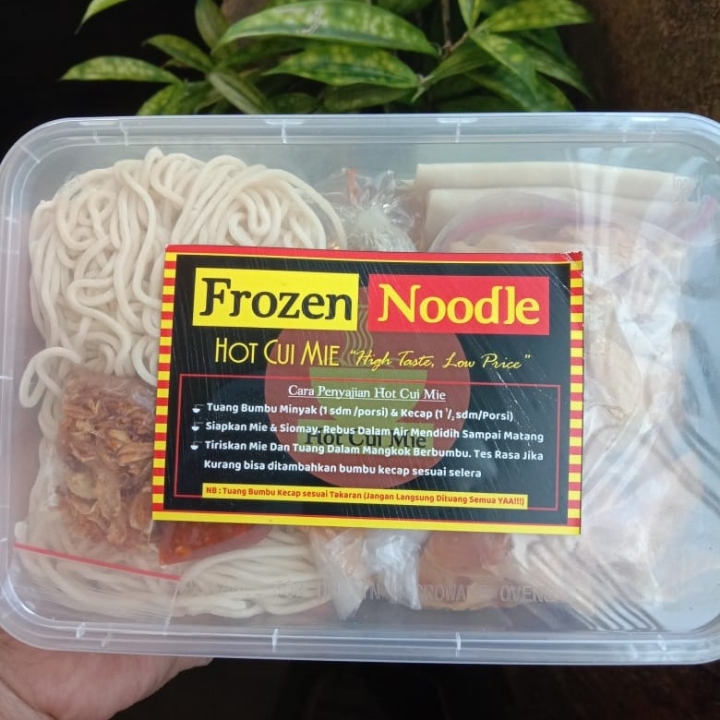 Frozen Noodle
Hot Cui Mie "High Taste, Low Price"
Cara Penyajian Hot Cui Mie
Tuang Bumbu Minyak (1 sdm /porsi) & Kecap (1 1/2 sdm/Porsi)
Siapkan Mie & Siomay. Rebus Dalam Air Mendidih Sampai Matang
Hot Cui Mie
Tiriskan Mie Dan Tuang Dalam Mangkok Berbumbu. Tes Rasa Jika
Kurang bisa ditambahkan bumbu kecap sesuai selera
NB : Tuang Bumbu Kecap sesuai Takaran (Jangan Langsung Dituang Semua YAA!!!)